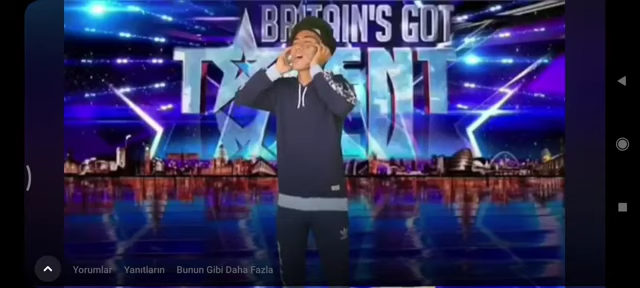 BRITAIN'S GOT
TALENT
Yorumlar Yanıtların Bunun Gibi Daha Fazla